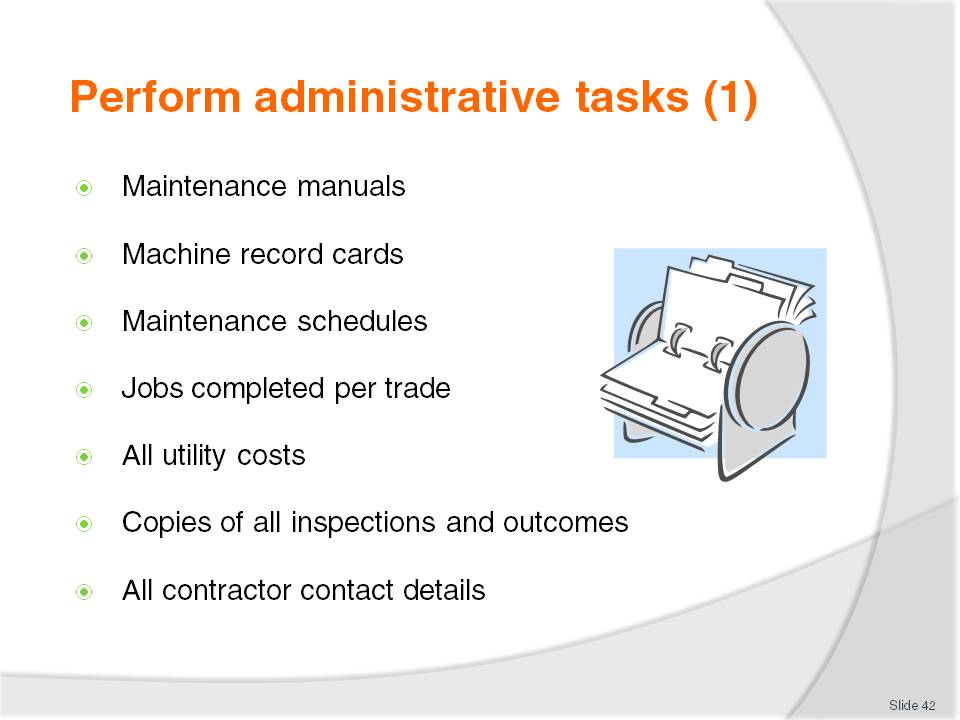 Perform administrative tasks (1)
Maintenance manuals
Machine record cards
Maintenance schedules
Jobs completed per trade
All utility costs
Copies of all inspections and outcomes
All contractor contact details
Slide 42